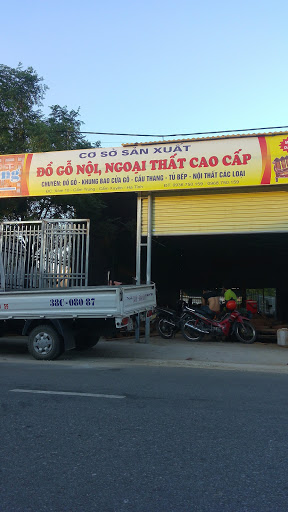 CƠ SỞ SẢN XUẤT
ĐỒ GỖ NỘI, NGOẠI THẤT CAO CẤP
CHUYÊN: ĐỒ GỖ - KHUNG BAO CỬA GỖ - CẦU THANG - TỦ BẾP - NỘI THẤT CÁC LOẠI
38C-080 87